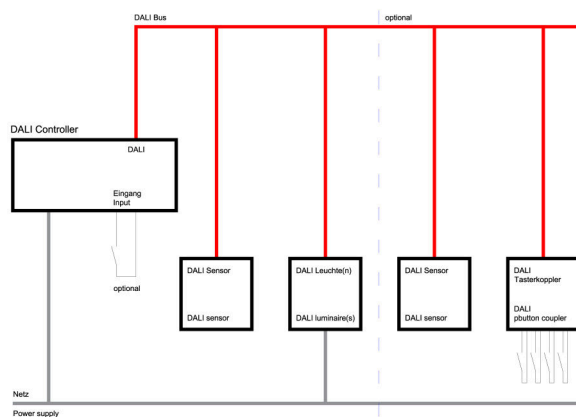 DALI Bus
optional
DALI Controller
DALI
Eingang
Input
optional
DALI Sensor
DALI sensor
DALI Leuchte(n)
DALI luminaire(s)
DALI Sensor
DALI sensor
DALI
Tasterkoppler
DALI
pbutton coupler
Netz
Power supply